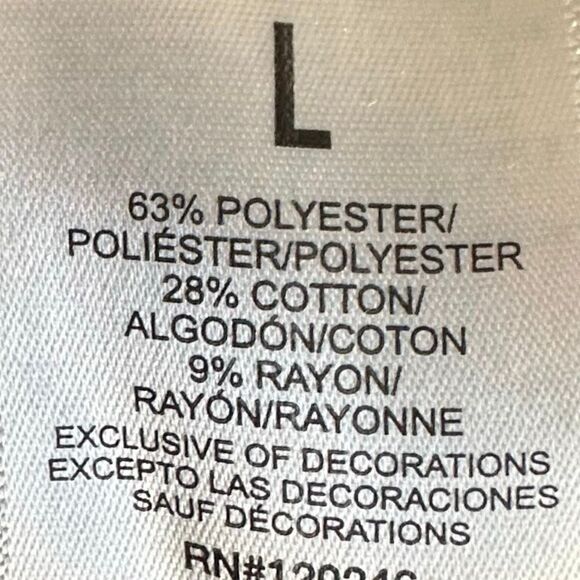 L
63% POLYESTER/
POLIÉSTER/POLYESTER
28% COTTON/
ALGODÓN/COTON
9% RAYON/
RAYÓN/RAYONNE
EXCLUSIVE OF DECORATIONS
EXCEPTO LAS DECORACIONES
SAUF DÉCORATIONS